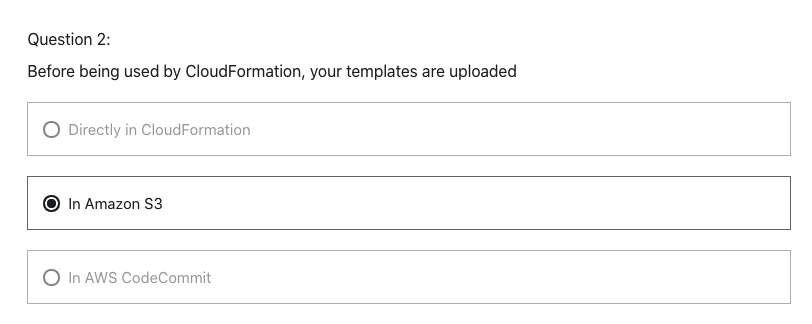 Question 2:
Before being used by CloudFormation, your templates are uploaded
Directly in CloudFormation
In Amazon S3
In AWS CodeCommit